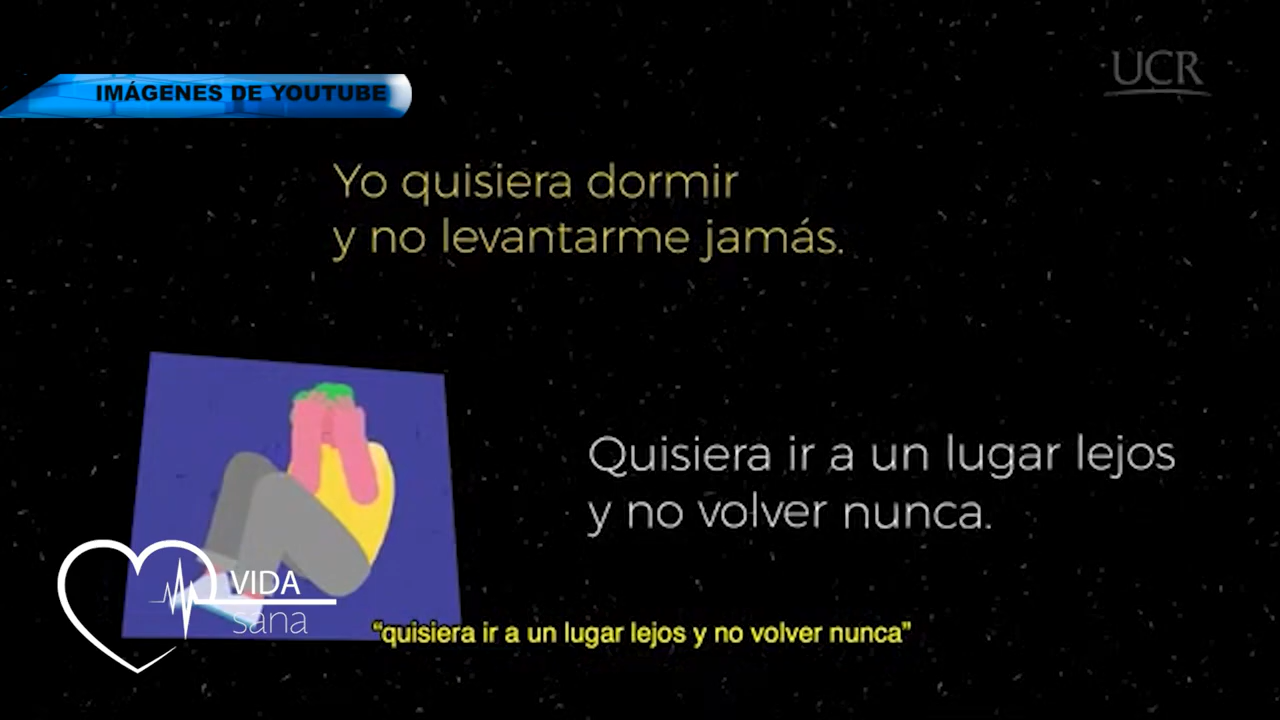 UCR
IMÁGENES DE YOUTUBE
Yo quisiera dormir
y no levantarme jamás.
Quisiera ir a un lugar lejos
y no volver nunca.
VIDA
sana
“quisiera ir a un lugar lejos y no volver nunca”